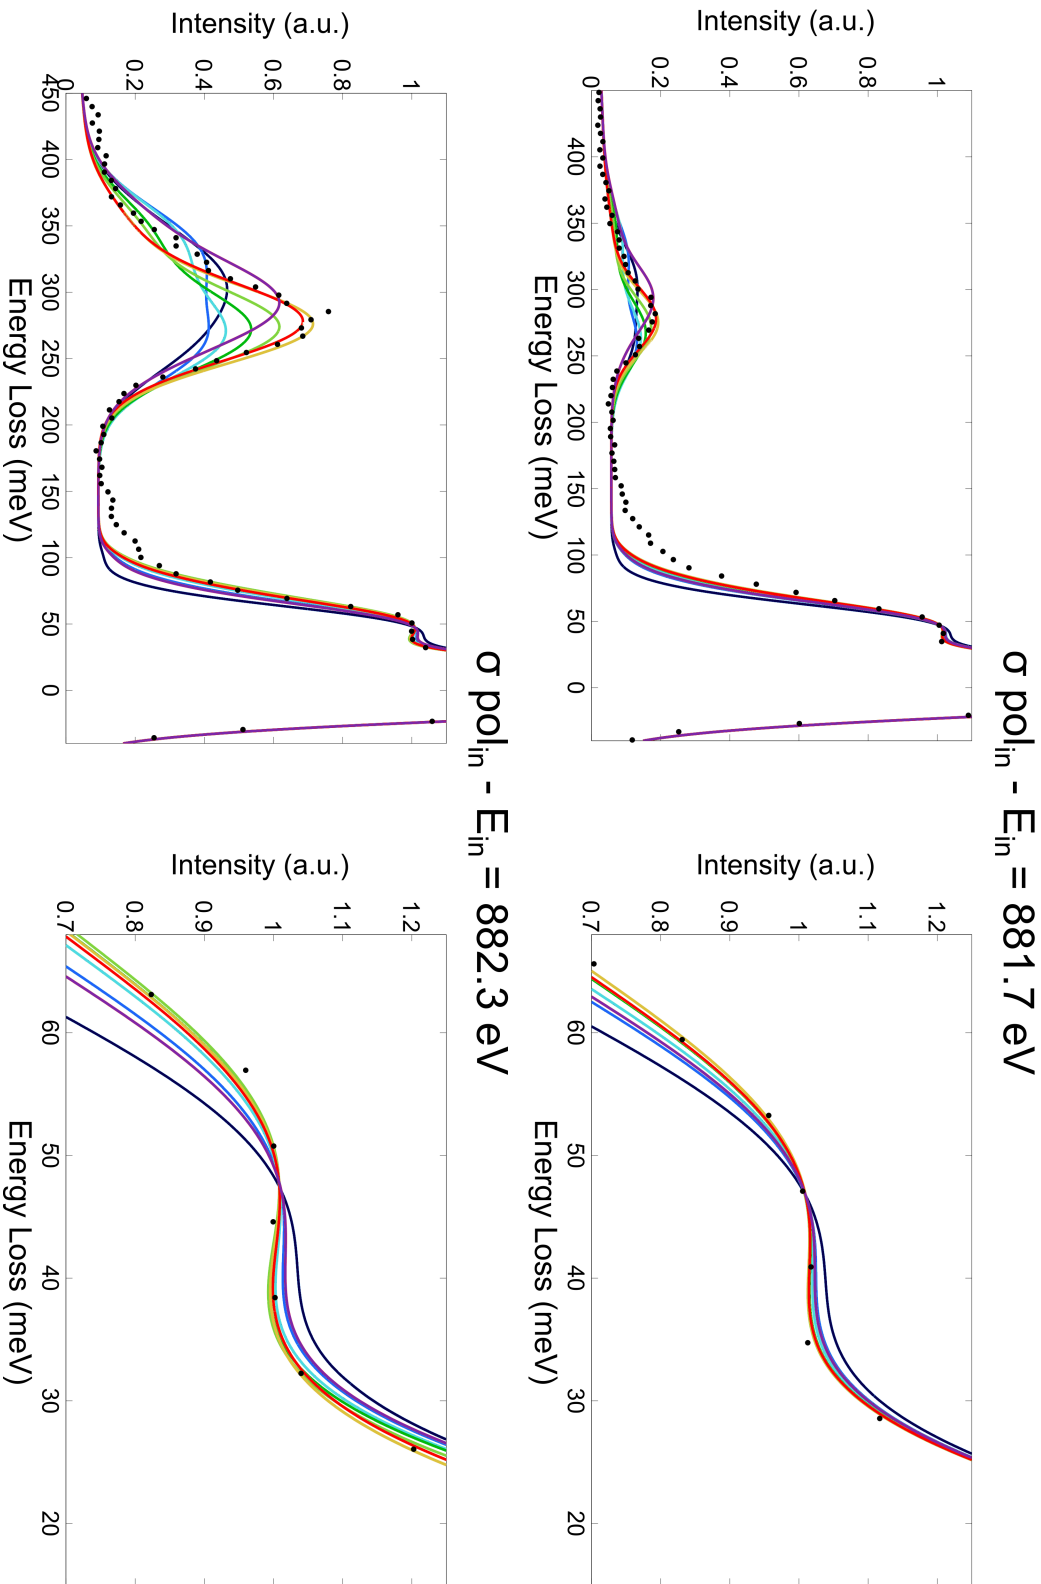 σ pol_in - E_in = 881.7 eV
Intensity (a.u.)
1
0.8
0.6
0.4
0.2
0
400 350 300 250 200 150 100 50 0
Energy Loss (meV)
Intensity (a.u.)
1.2
1.1
1
0.9
0.8
0.7
60 50 40 30 20
Energy Loss (meV)
σ pol_in - E_in = 882.3 eV
Intensity (a.u.)
1
0.8
0.6
0.4
0.2
0
450 400 350 300 250 200 150 100 50 0
Energy Loss (meV)
Intensity (a.u.)
1.2
1.1
1
0.9
0.8
0.7
60 50 40 30 20
Energy Loss (meV)